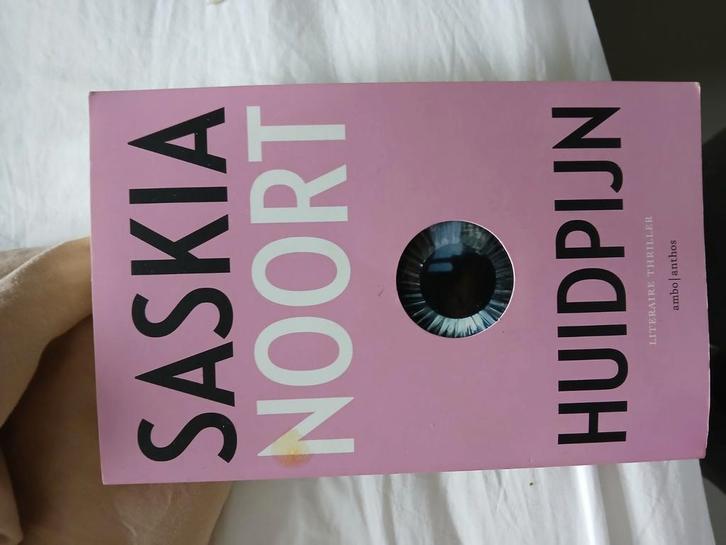 SASKIA
NOORT
HUIDPIJN
LITERAIRE THRILLER
ambo|anthos